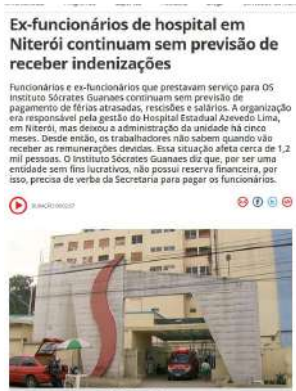 Ex-funcionários de hospital em
Niterói continuam sem previsão de
receber indenizações
Funcionários e ex-funcionários que prestavam serviço para OS
Instituto Sócrates Guanaes continuam sem previsão de
pagamento de férias atrasadas, rescisões e salários. A organização
era responsável pela gestão do Hospital Estadual Azevedo Lima,
em Niterói, mas deixou a administração da unidade há cinco
meses. Desde então, os trabalhadores não sabem quando vão
receber as remunerações devidas. Essa situação afeta cerca de 1,2
mil pessoas. O Instituto Sócrates Guanaes diz que, por ser uma
entidade sem fins lucrativos, não possui reserva financeira, por
isso, precisa de verba da Secretaria para pagar os funcionários.